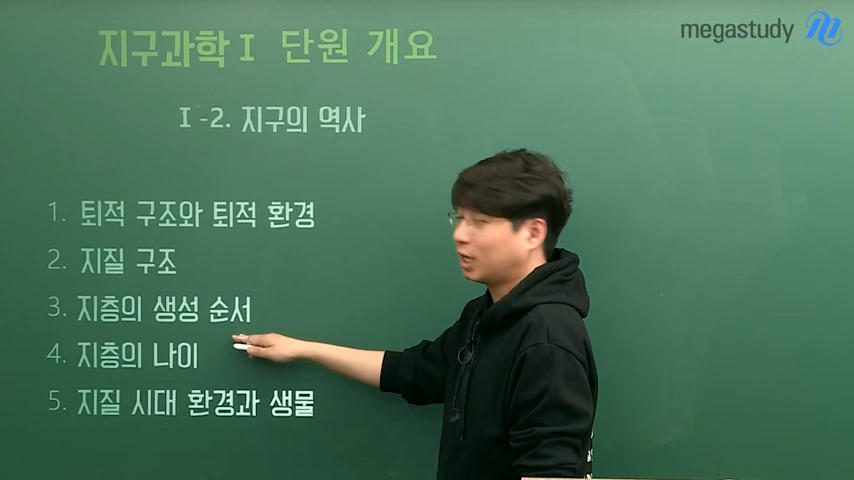 megastudy
지구과학 I 단원 개요
I-2. 지구의 역사
1. 퇴적 구조와 퇴적 환경
2. 지질 구조
3. 지층의 생성 순서
4. 지층의 나이
5. 지질 시대 환경과 생물